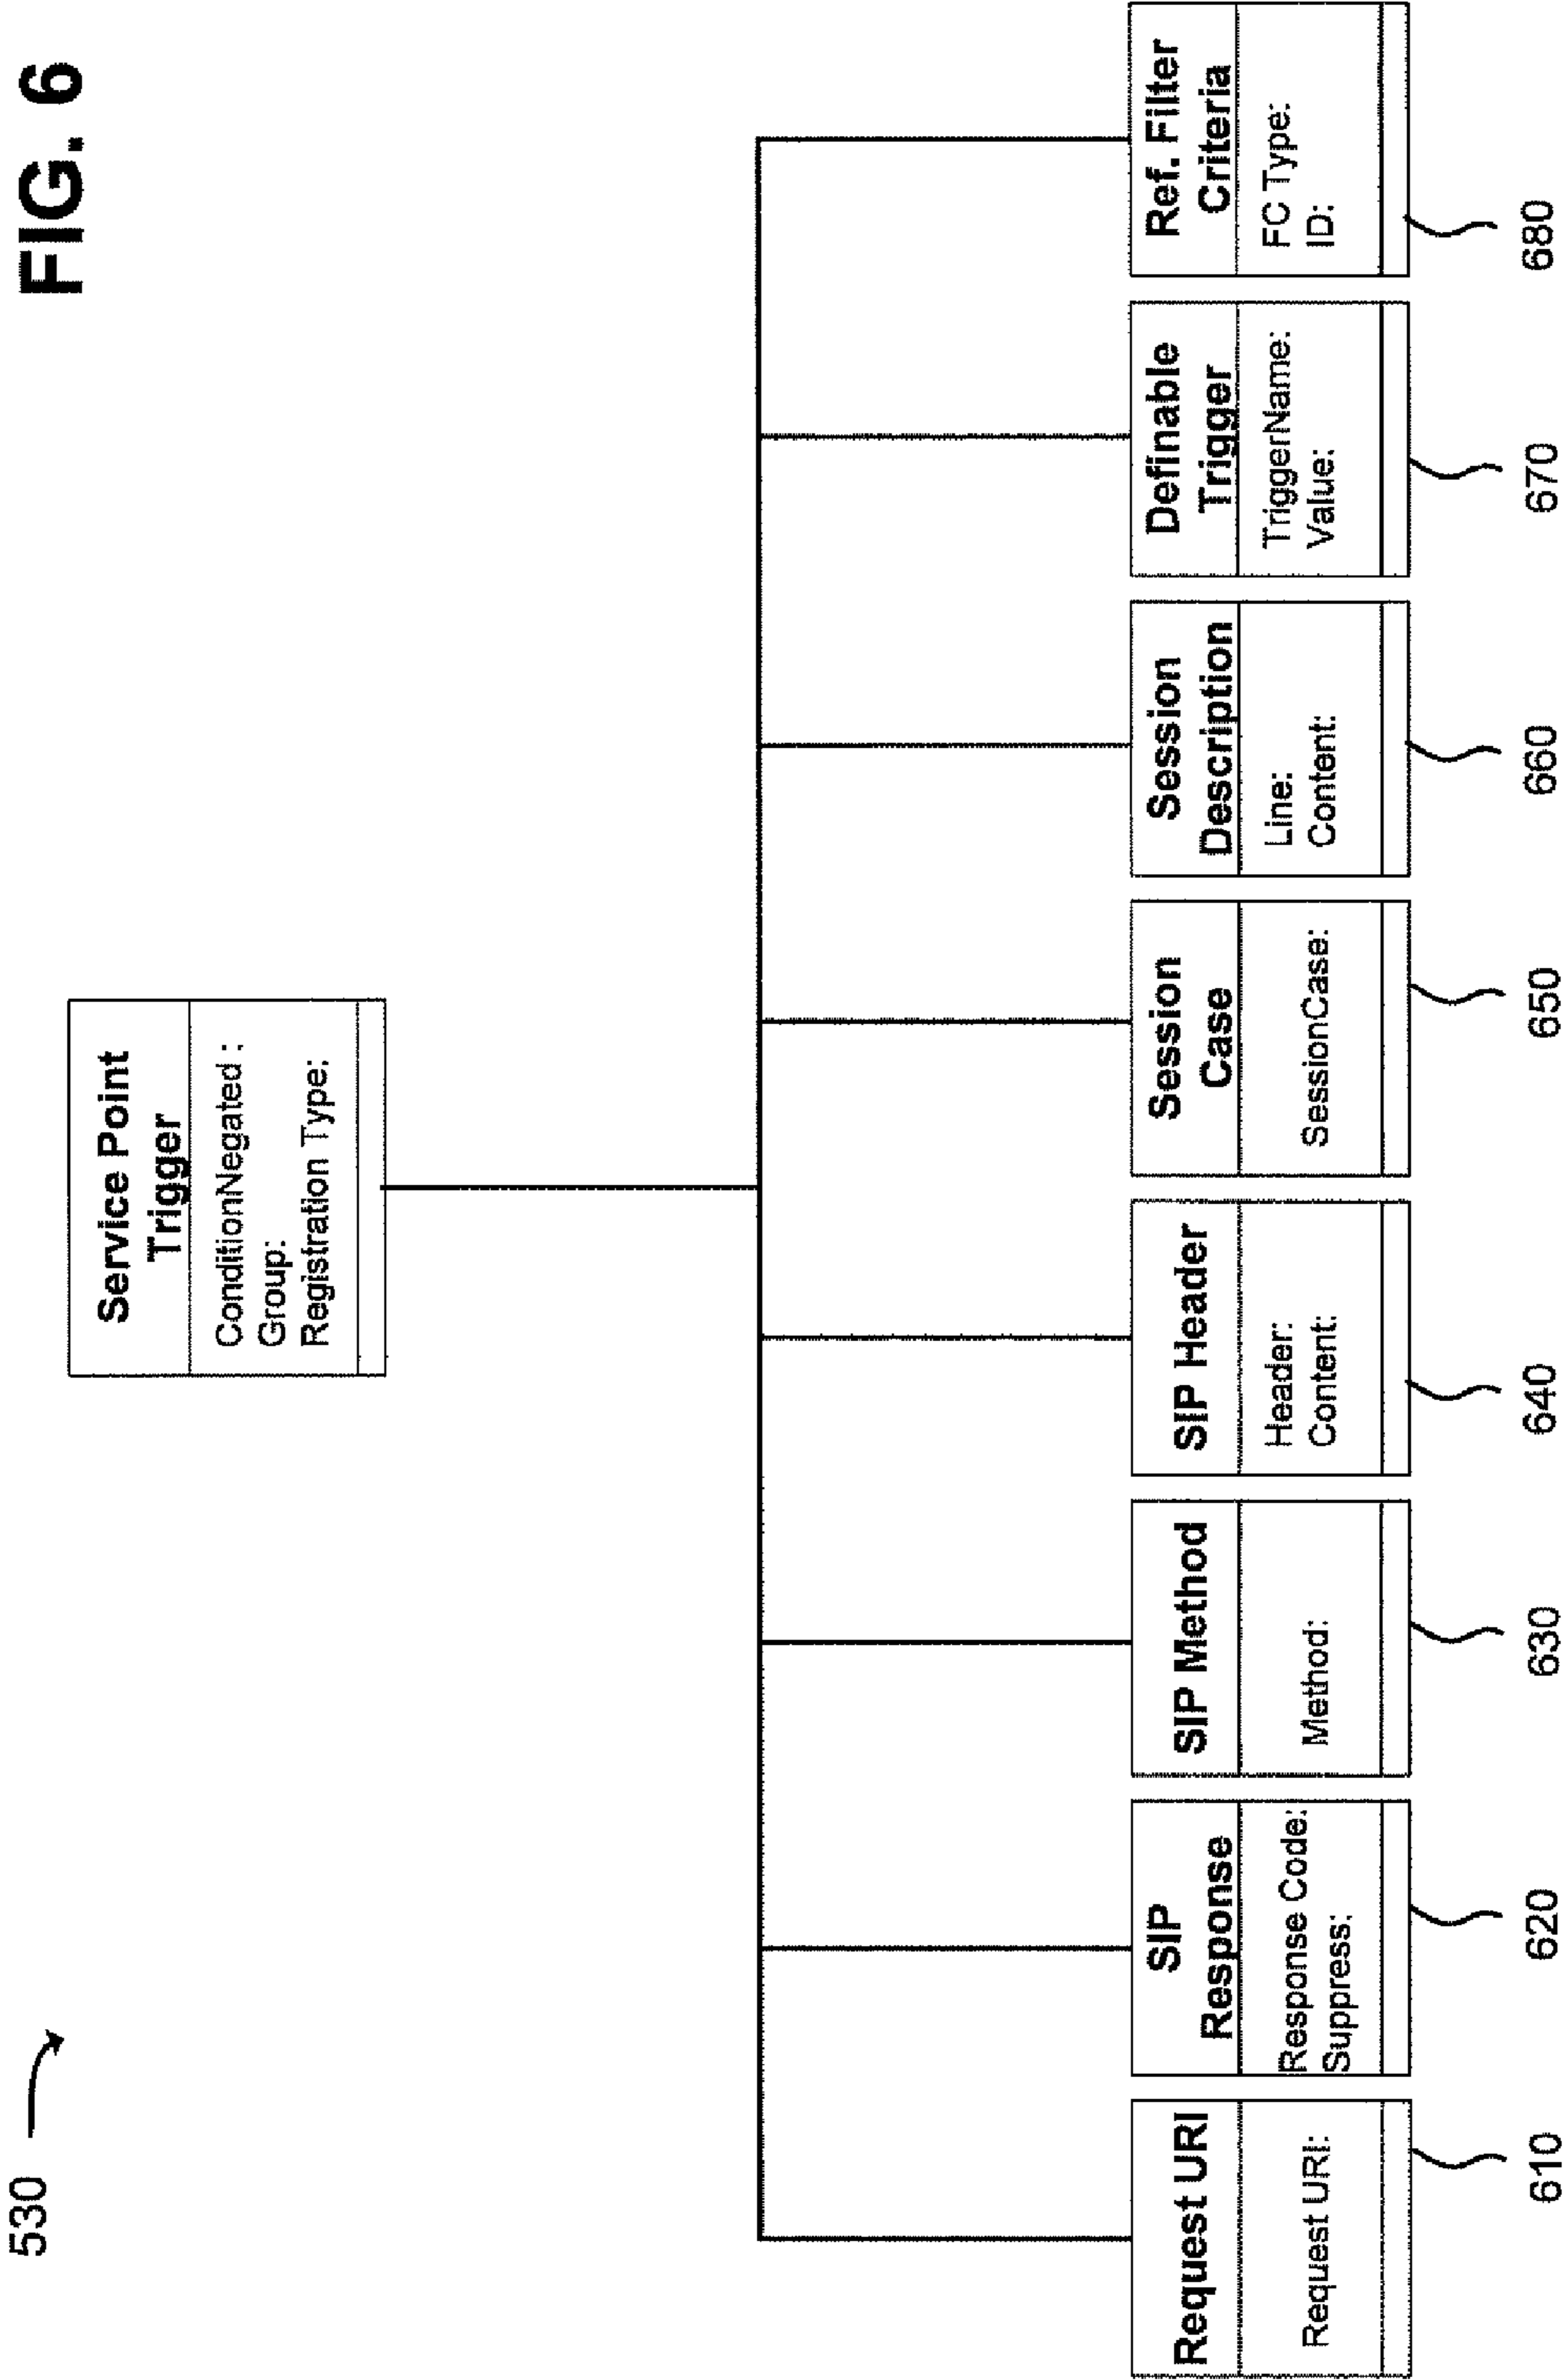 FIG. 6
530
Service Point
Trigger
ConditionNegated :
Group:
Registration Type:
Request URI
Request URI:
610
SIP
Response
Response Code:
Suppress:
620
SIP Method
Method:
630
SIP Header
Header:
Content:
640
Session
Case
SessionCase:
650
Session
Description
Line:
Content:
660
Definable
Trigger
TriggerName:
Value:
670
Ref. Filter
Criteria
FC Type:
ID:
680